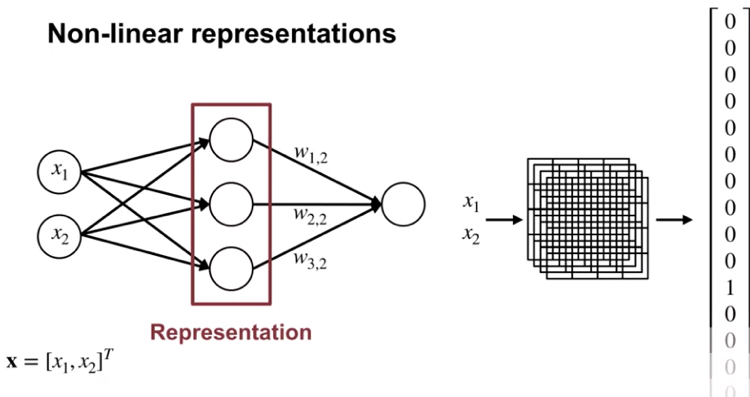 Non-linear representations
x₁
x₂
w₁,₂
w₂,₂
w₃,₂
Representation
𝐱 = [x₁, x₂]ᵀ
x₁
x₂
0
0
0
0
0
0
0
0
0
0
1
0
0
0
0